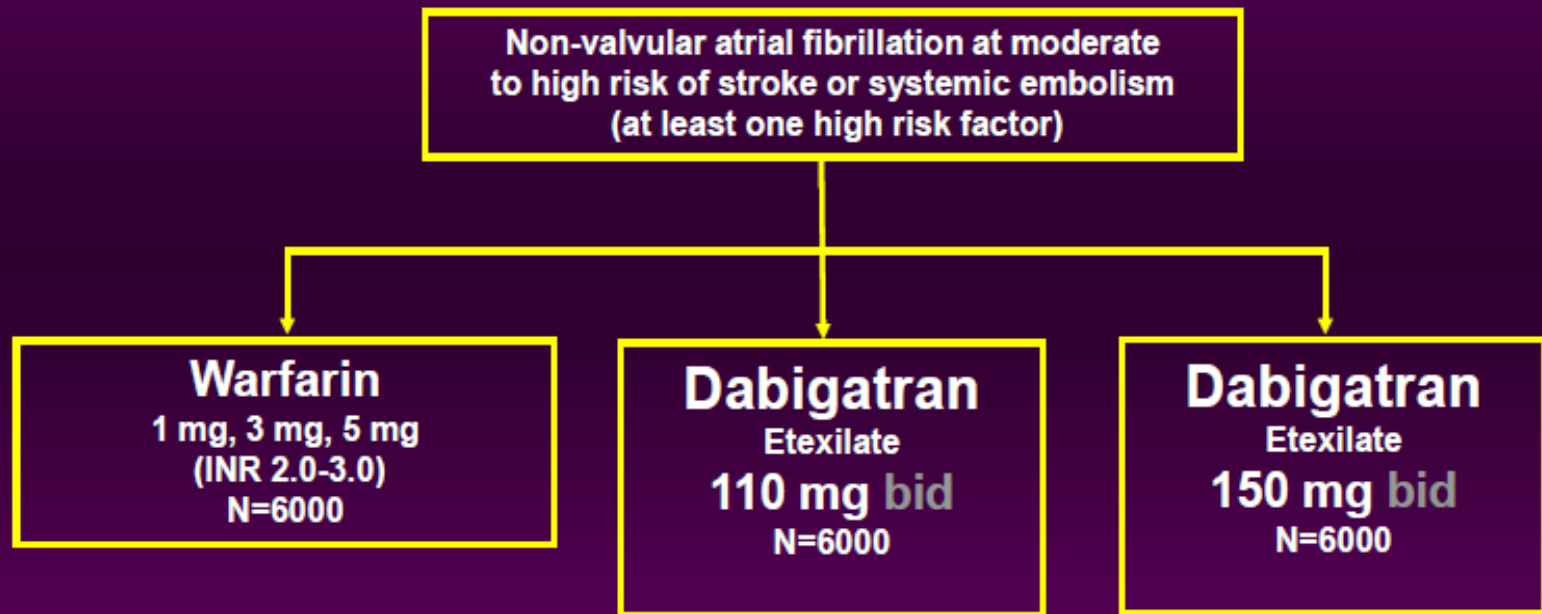 Non-valvular atrial fibrillation at moderate
to high risk of stroke or systemic embolism
(at least one high risk factor)
Warfarin
1 mg, 3 mg, 5 mg
(INR 2.0-3.0)
N=6000
Dabigatran
Etexilate
110 mg bid
N=6000
Dabigatran
Etexilate
150 mg bid
N=6000